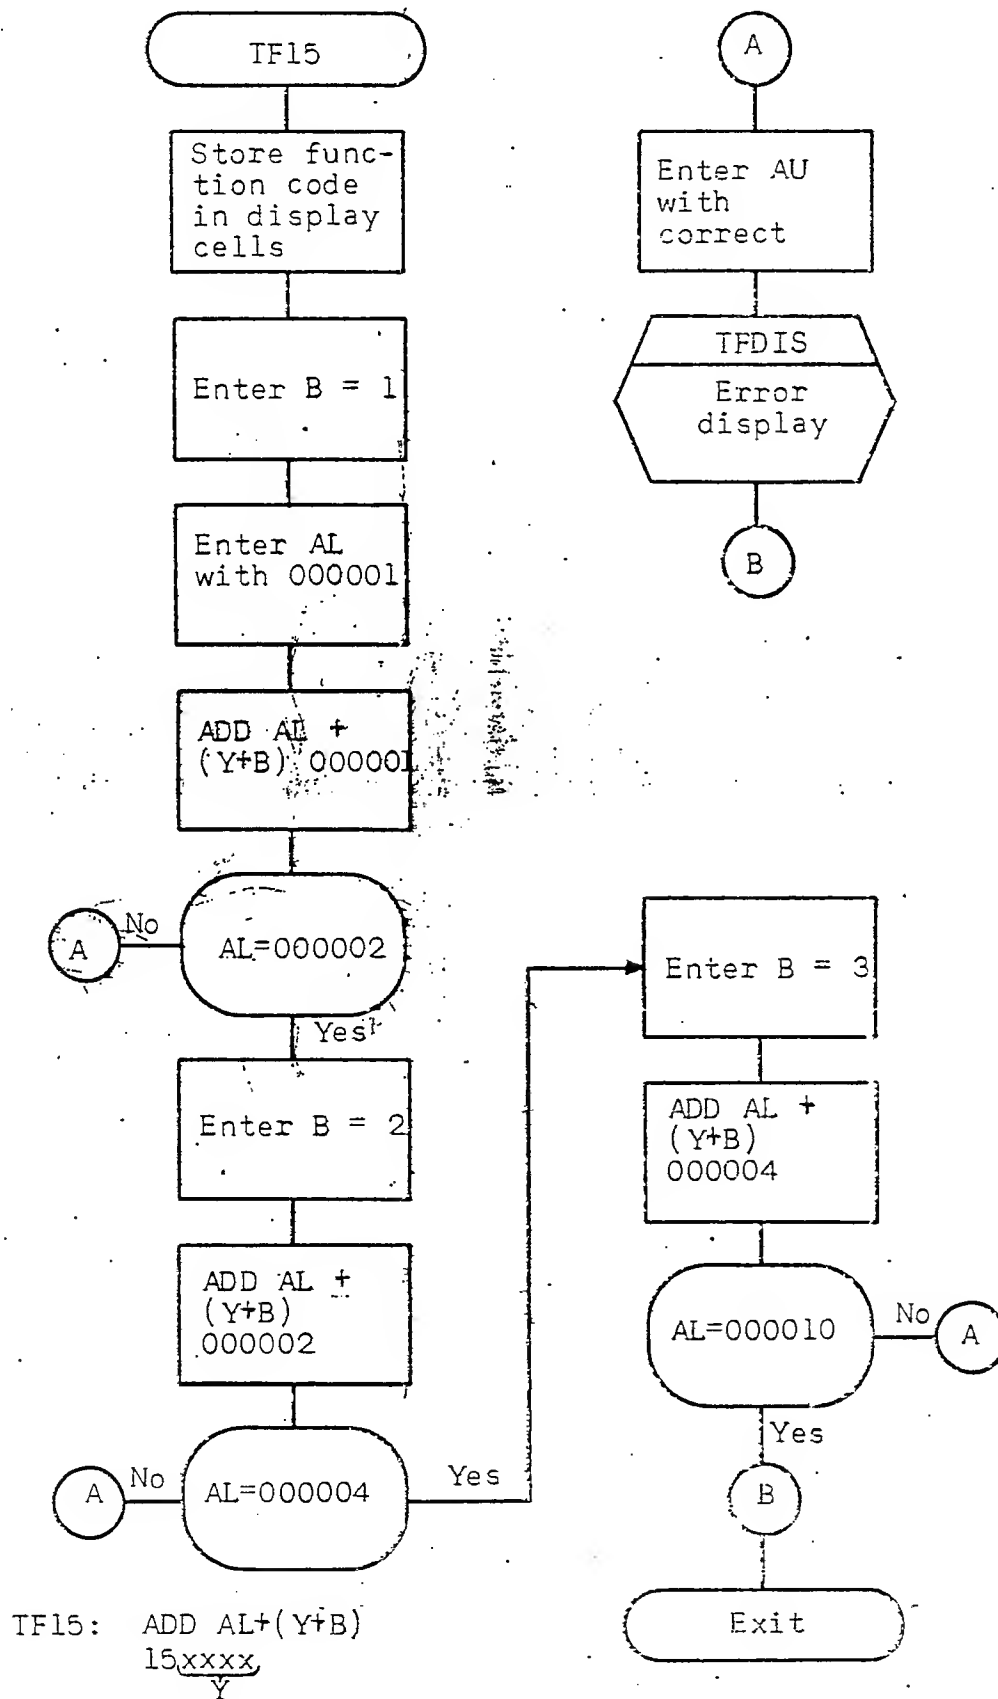 TF15
Store func-
tion code
in display
cells
Enter B = 1
Enter AL
with 000001
ADD AL +
(Y+B) 000001
AL=000002
No
A
Yes
Enter B = 2
ADD AL +
(Y+B)
000002
AL=000004
No
A
Yes
A
Enter AU
with
correct
TFDIS
Error
display
B
Enter B = 3
ADD AL +
(Y+B)
000004
AL=000010
No
A
Yes
B
Exit
TF15: ADD AL+(Y+B)
15xxxx
Y